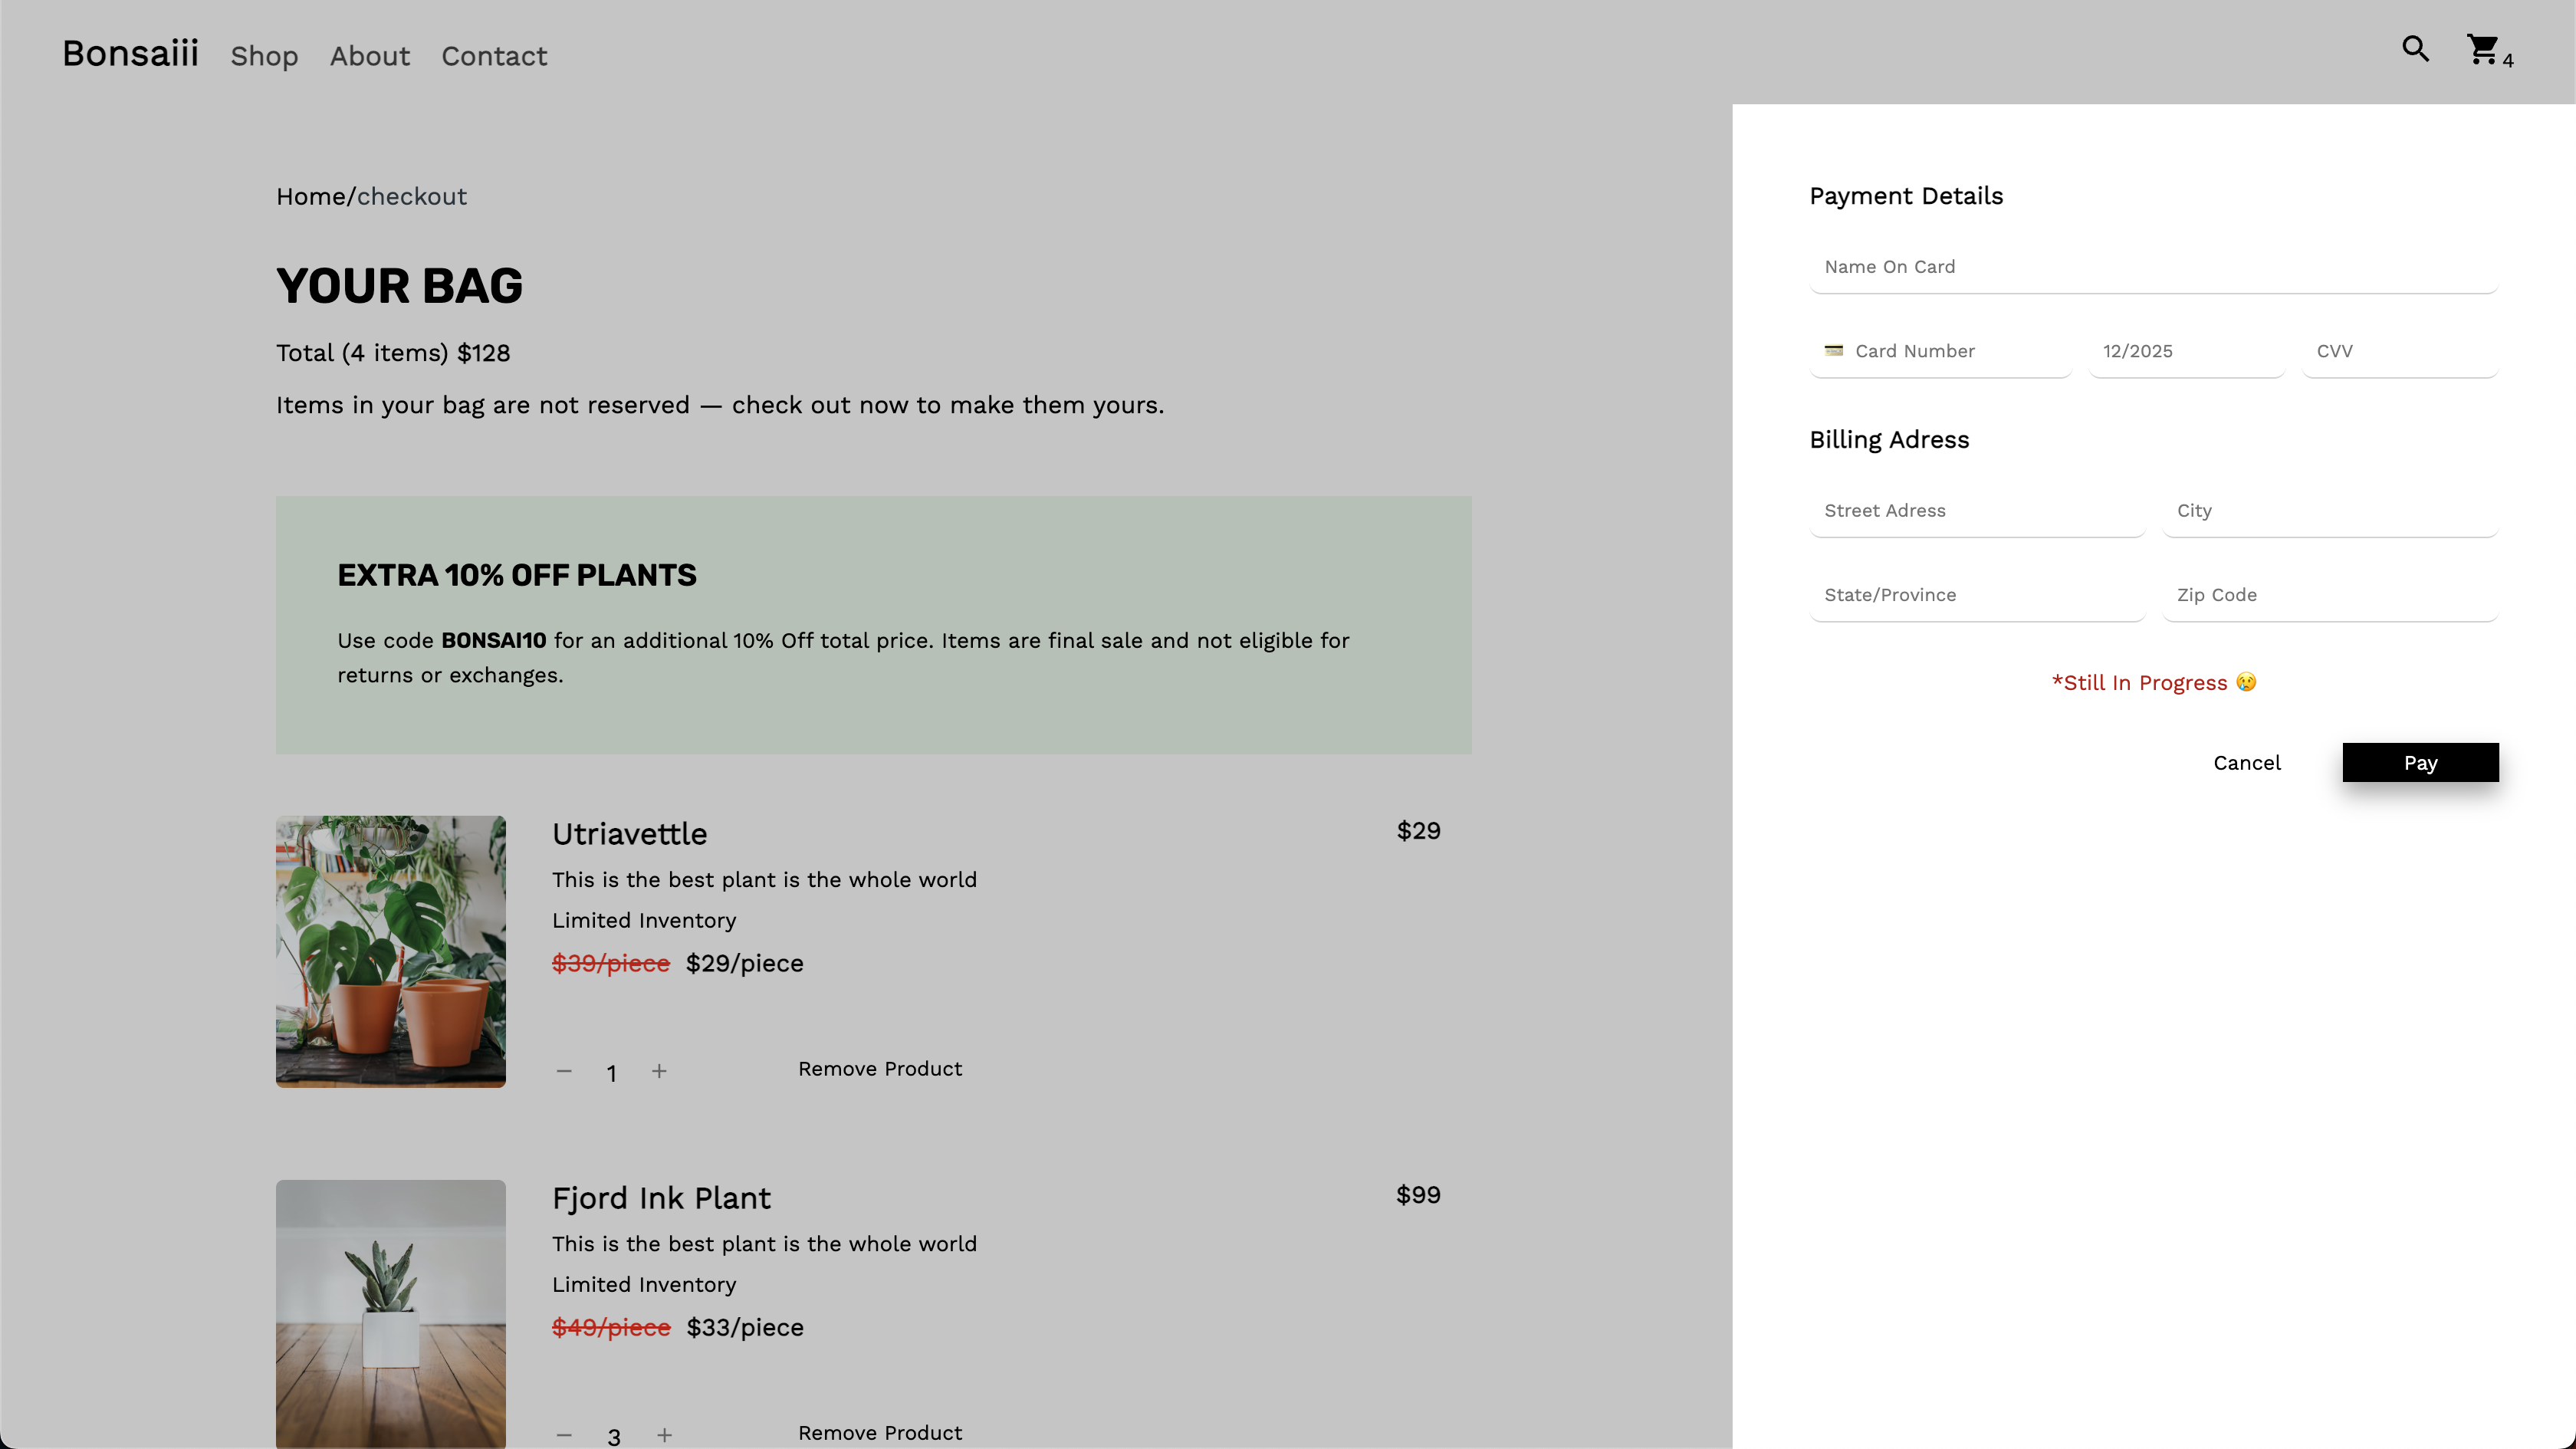 Bonsaiii Shop About Contact 4
Home/checkout
YOUR BAG
Total (4 items) $128
Items in your bag are not reserved — check out now to make them yours.
EXTRA 10% OFF PLANTS
Use code BONSAI10 for an additional 10% Off total price. Items are final sale and not eligible for
returns or exchanges.
Utriavettle $29
This is the best plant is the whole world
Limited Inventory
$39/piece $29/piece
− 1 + Remove Product
Fjord Ink Plant $99
This is the best plant is the whole world
Limited Inventory
$49/piece $33/piece
− 3 + Remove Product
Payment Details
Name On Card
💳 Card Number 12/2025 CVV
Billing Adress
Street Adress City
State/Province Zip Code
*Still In Progress 😢
Cancel Pay